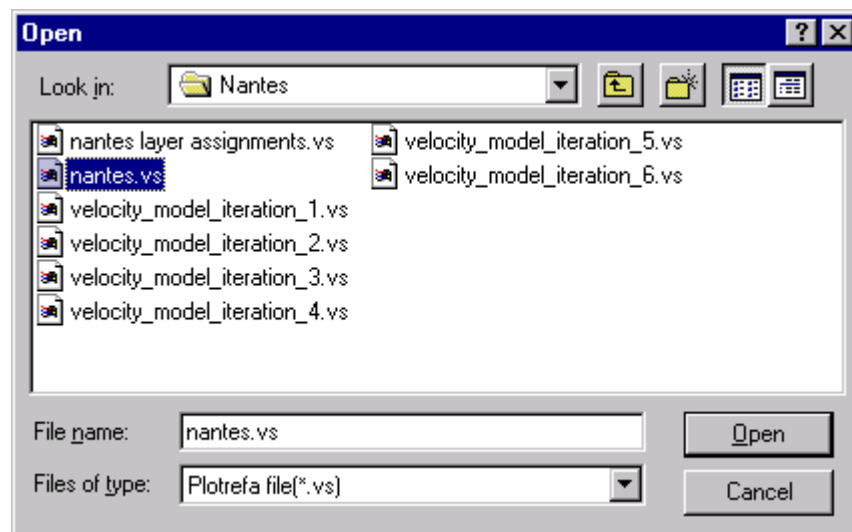 Open
Look in: Nantes
nantes layer assignments.vs
nantes.vs
velocity_model_iteration_1.vs
velocity_model_iteration_2.vs
velocity_model_iteration_3.vs
velocity_model_iteration_4.vs
velocity_model_iteration_5.vs
velocity_model_iteration_6.vs
File name: nantes.vs Open
Files of type: Plotrefa file(*.vs) Cancel